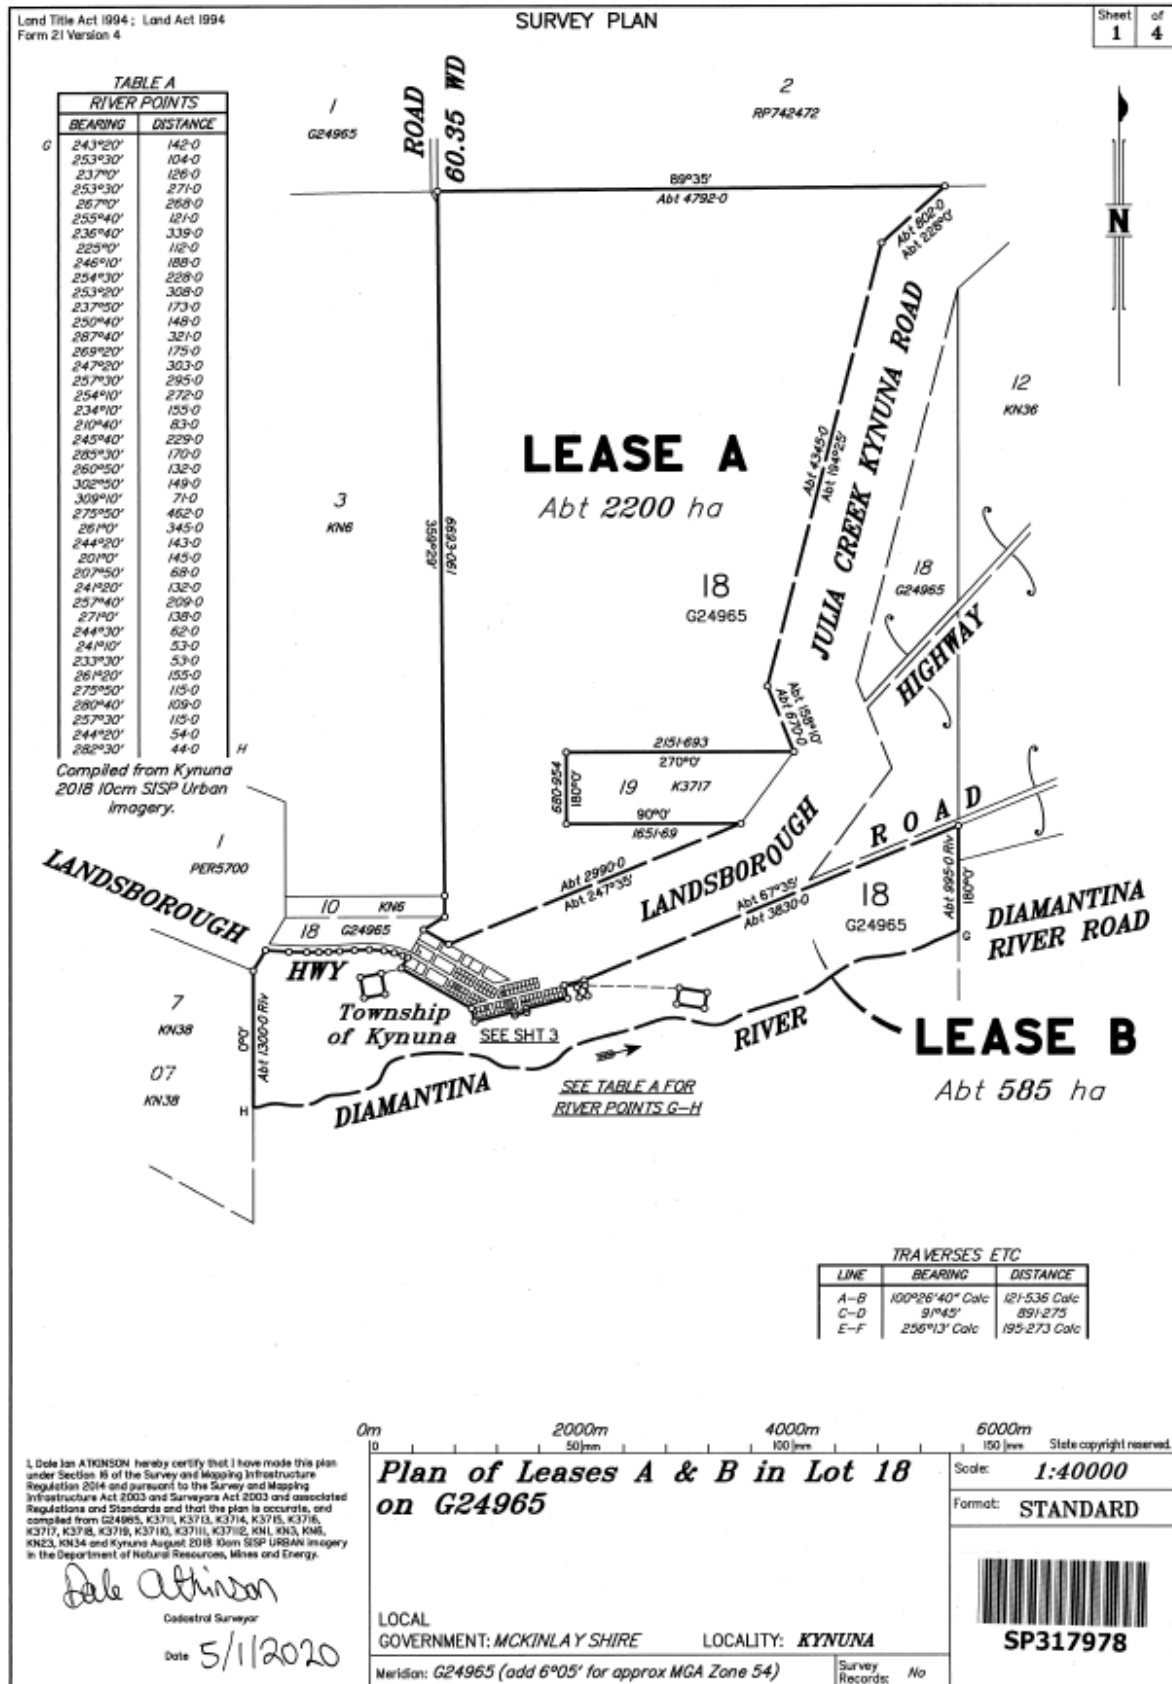 Land Title Act 1994 ; Land Act 1994
Form 21 Version 4
SURVEY PLAN
Sheet of
1 4
TABLE A
RIVER POINTS
BEARING DISTANCE
G 243°20' 142·0
253°30' 104·0
237°0' 126·0
253°30' 271·0
267°0' 268·0
255°40' 121·0
236°40' 339·0
225°0' 112·0
246°10' 188·0
254°30' 228·0
253°20' 308·0
237°50' 173·0
250°40' 148·0
287°40' 321·0
269°20' 175·0
247°20' 303·0
257°30' 295·0
254°10' 272·0
234°10' 155·0
210°40' 83·0
245°40' 229·0
285°30' 170·0
260°50' 132·0
302°50' 149·0
309°10' 71·0
275°50' 462·0
261°0' 345·0
244°20' 143·0
201°0' 145·0
207°50' 68·0
241°20' 132·0
257°40' 209·0
271°0' 138·0
244°30' 62·0
241°10' 53·0
233°30' 53·0
261°20' 155·0
275°50' 115·0
280°40' 109·0
257°30' 115·0
244°20' 54·0
282°30' 44·0 H
Compiled from Kynuna
2018 10cm SISP Urban
imagery.
1
G24965
ROAD
60.35 WD
2
RP742472
N
89°35'
Abt 4792·0
Abt 802·0
Abt 228°0'
12
KN36
JULIA CREEK KYNUNA ROAD
Abt 4345·0
Abt 194°25'
LEASE A
Abt 2200 ha
3
KN6
6693·061
359°29'
18
G24965
18
G24965
HIGHWAY
Abt 158°10'
Abt 670·0
2151·693
270°0'
680·954
180°0'
19 K3717
90°0'
1651·69
ROAD
1
PER5700
LANDSBOROUGH
10 KN6
18 G24965
HWY
Abt 2990·0
Abt 247°35'
LANDSBOROUGH
Abt 67°35'
Abt 3830·0
18
G24965
Abt 995·0 Riv
180°0'
G
DIAMANTINA
RIVER ROAD
7
KN38
07
KN38
0°0'
Abt 1300·0 Riv
H
Township
of Kynuna
SEE SHT 3
DIAMANTINA
RIVER
SEE TABLE A FOR
RIVER POINTS G-H
LEASE B
Abt 585 ha
TRAVERSES ETC
LINE BEARING DISTANCE
A-B 100°26'40" Calc 121·536 Calc
C-D 91°45' 891·275
E-F 256°13' Calc 195·273 Calc
0m 2000m 4000m 6000m
0 50mm 100mm 150mm State copyright reserved.
I, Dale Ian ATKINSON hereby certify that I have made this plan
under Section 16 of the Survey and Mapping Infrastructure
Regulation 2014 and pursuant to the Survey and Mapping
Infrastructure Act 2003 and Surveyors Act 2003 and associated
Regulations and Standards and that the plan is accurate, and
compiled from G24965, K3711, K3713, K3714, K3715, K3716,
K3717, K3718, K3719, K37110, K37111, K37112, KN1, KN3, KN6,
KN23, KN34 and Kynuna August 2018 10cm SISP URBAN imagery
in the Department of Natural Resources, Mines and Energy.
Dale Atkinson
Cadastral Surveyor
Date 5/1/2020
Plan of Leases A & B in Lot 18
on G24965
LOCAL
GOVERNMENT: MCKINLAY SHIRE LOCALITY: KYNUNA
Meridian: G24965 (add 6°05' for approx MGA Zone 54)
Survey
Records: No
Scale: 1:40000
Format: STANDARD
SP317978